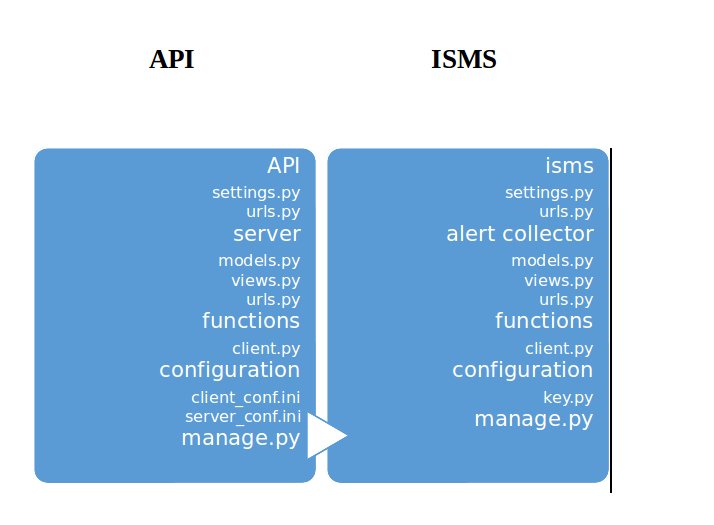 API
ISMS
API
settings.py
urls.py
server
models.py
views.py
urls.py
functions
client.py
configuration
client_conf.ini
server_conf.ini
manage.py
isms
settings.py
urls.py
alert collector
models.py
views.py
urls.py
functions
client.py
configuration
key.py
manage.py